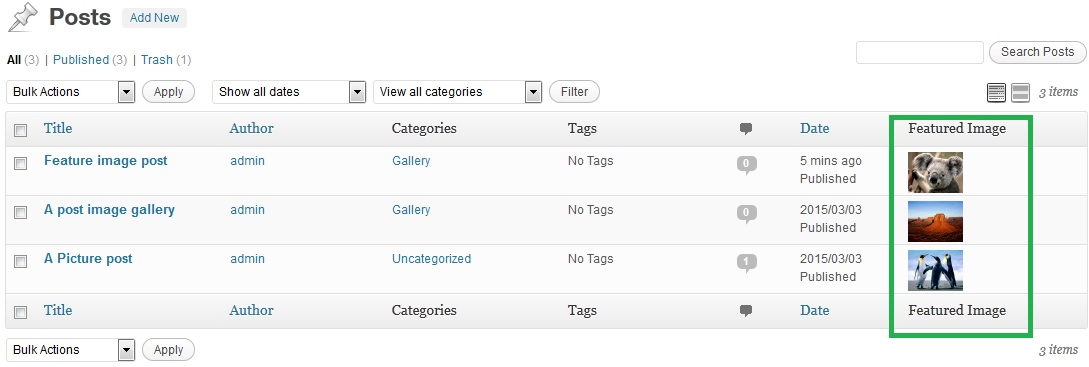 Posts Add New
All (3) | Published (3) | Trash (1)
Search Posts
Bulk Actions Apply Show all dates View all categories Filter 3 items
Title Author Categories Tags Date Featured Image
Feature image post admin Gallery No Tags 0 5 mins ago
Published
A post image gallery admin Gallery No Tags 0 2015/03/03
Published
A Picture post admin Uncategorized No Tags 1 2015/03/03
Published
Title Author Categories Tags Date Featured Image
Bulk Actions Apply 3 items